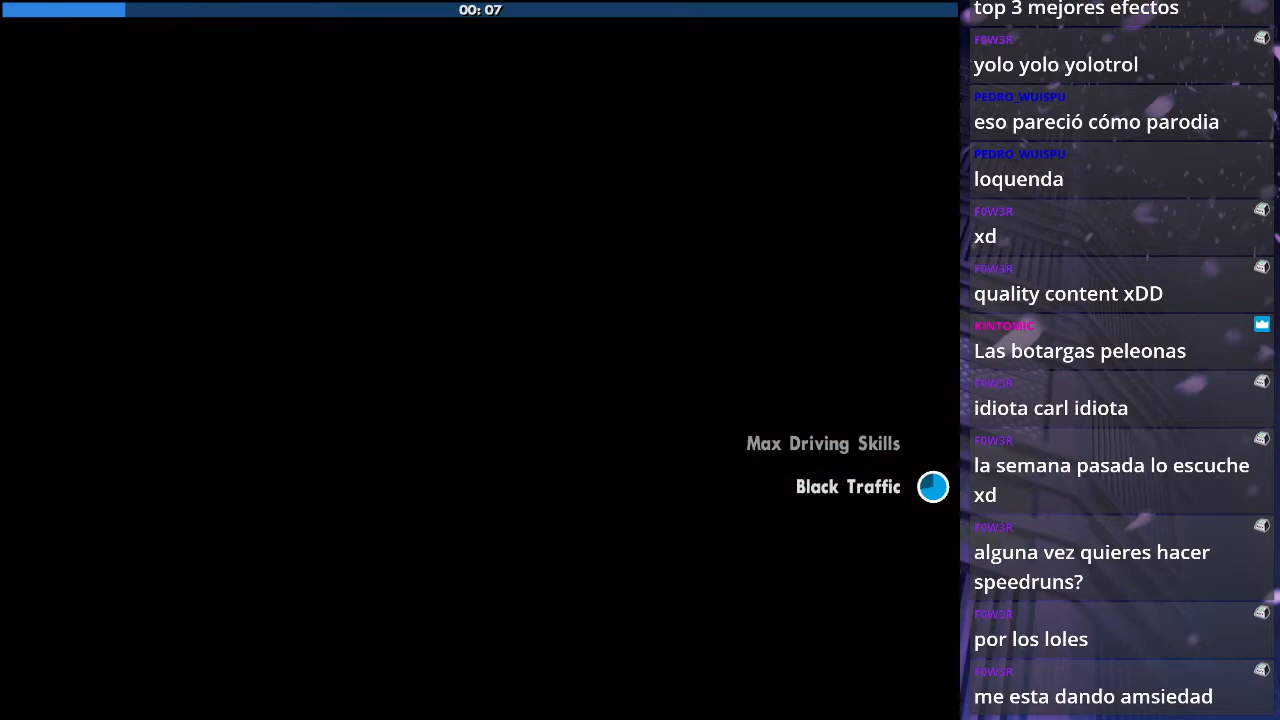 00: 07
Max Driving Skills
Black Traffic
top 3 mejores efectos
F0W3R
yolo yolo yolotrol
PEDRO_WUISPU
eso pareció cómo parodia
PEDRO_WUISPU
loquenda
F0W3R
xd
F0W3R
quality content xDD
KINTOMIC
Las botargas peleonas
F0W3R
idiota carl idiota
F0W3R
la semana pasada lo escuche
xd
F0W3R
alguna vez quieres hacer
speedruns?
F0W3R
por los loles
F0W3R
me esta dando amsiedad